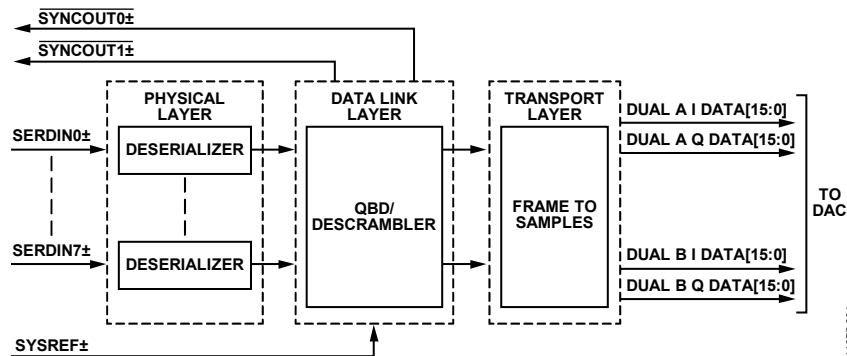 SYNCOUT0±
SYNCOUT1±
PHYSICAL
LAYER
DATA LINK
LAYER
TRANSPORT
LAYER
SERDIN0±
DESERIALIZER
DUAL A I DATA[15:0]
DUAL A Q DATA[15:0]
QBD/
DESCRAMBLER
FRAME TO
SAMPLES
TO
DAC
SERDIN7±
DESERIALIZER
DUAL B I DATA[15:0]
DUAL B Q DATA[15:0]
SYSREF±